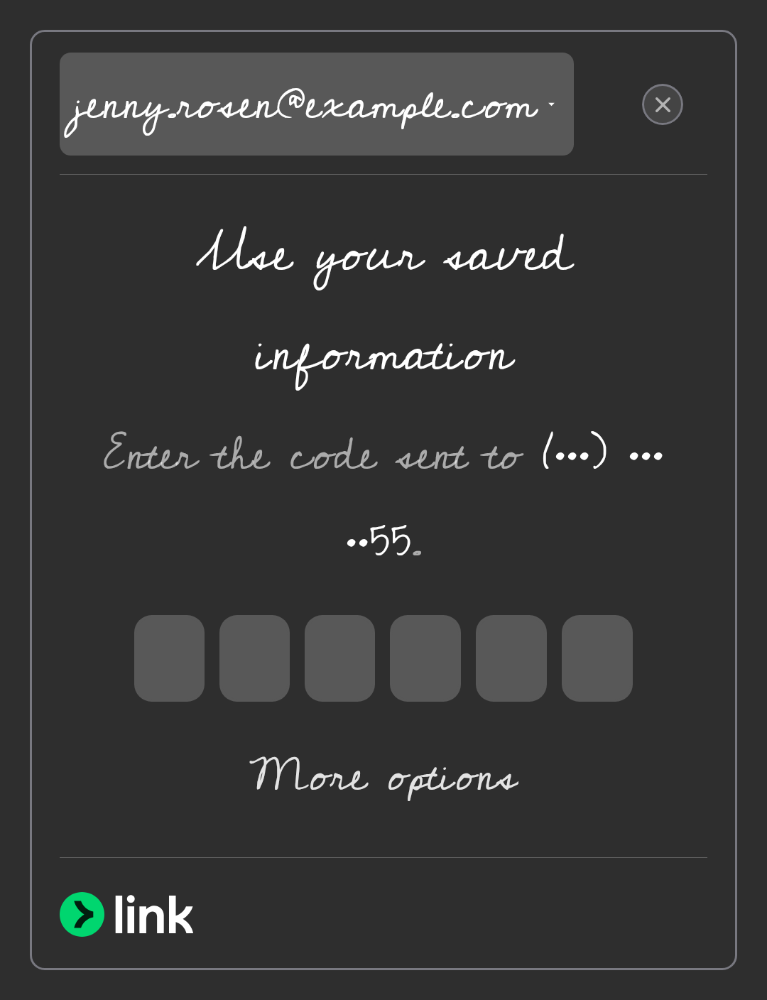 jenny.rosen@example.com
Use your saved
information
Enter the code sent to (•••) •••
••55.
More options
link